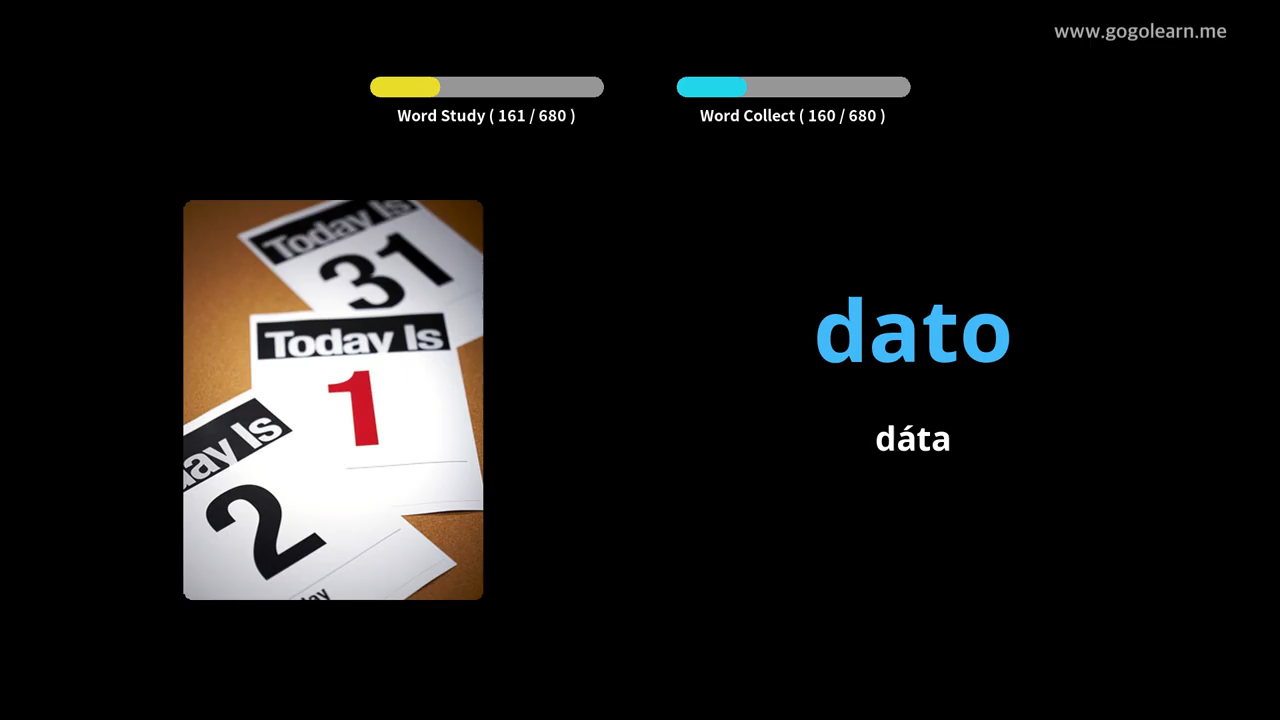 www.gogolearn.me
Word Study ( 161 / 680 )
Word Collect ( 160 / 680 )
Today Is
31
Today Is
1
ay Is
2
dato
dáta